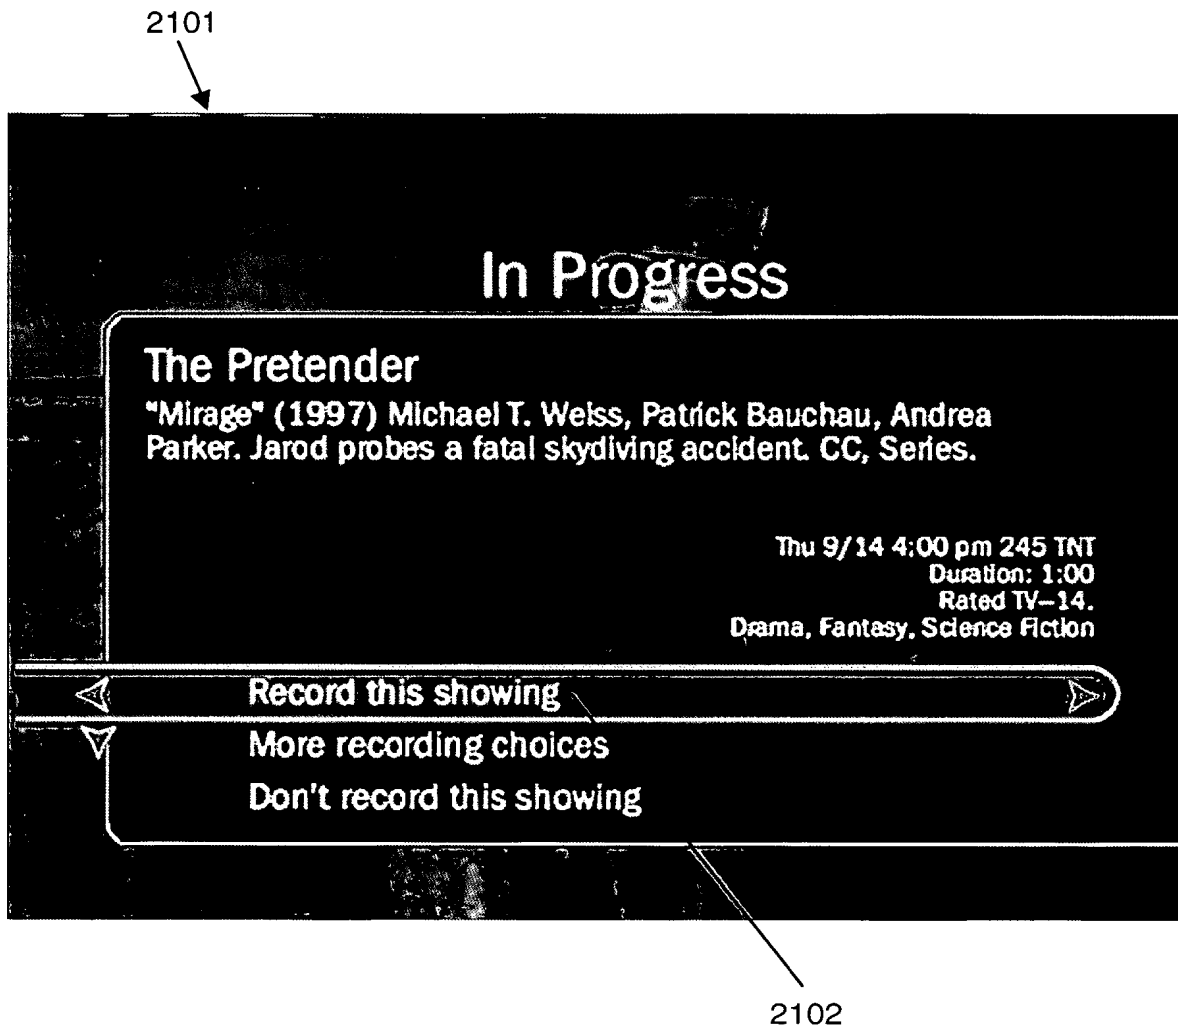 2101
In Progress
The Pretender
"Mirage" (1997) Michael T. Weiss, Patrick Bauchau, Andrea
Parker. Jarod probes a fatal skydiving accident. CC, Series.
Thu 9/14 4:00 pm 245 TNT
Duration: 1:00
Rated TV-14.
Drama, Fantasy, Science Fiction
Record this showing
More recording choices
Don't record this showing
2102